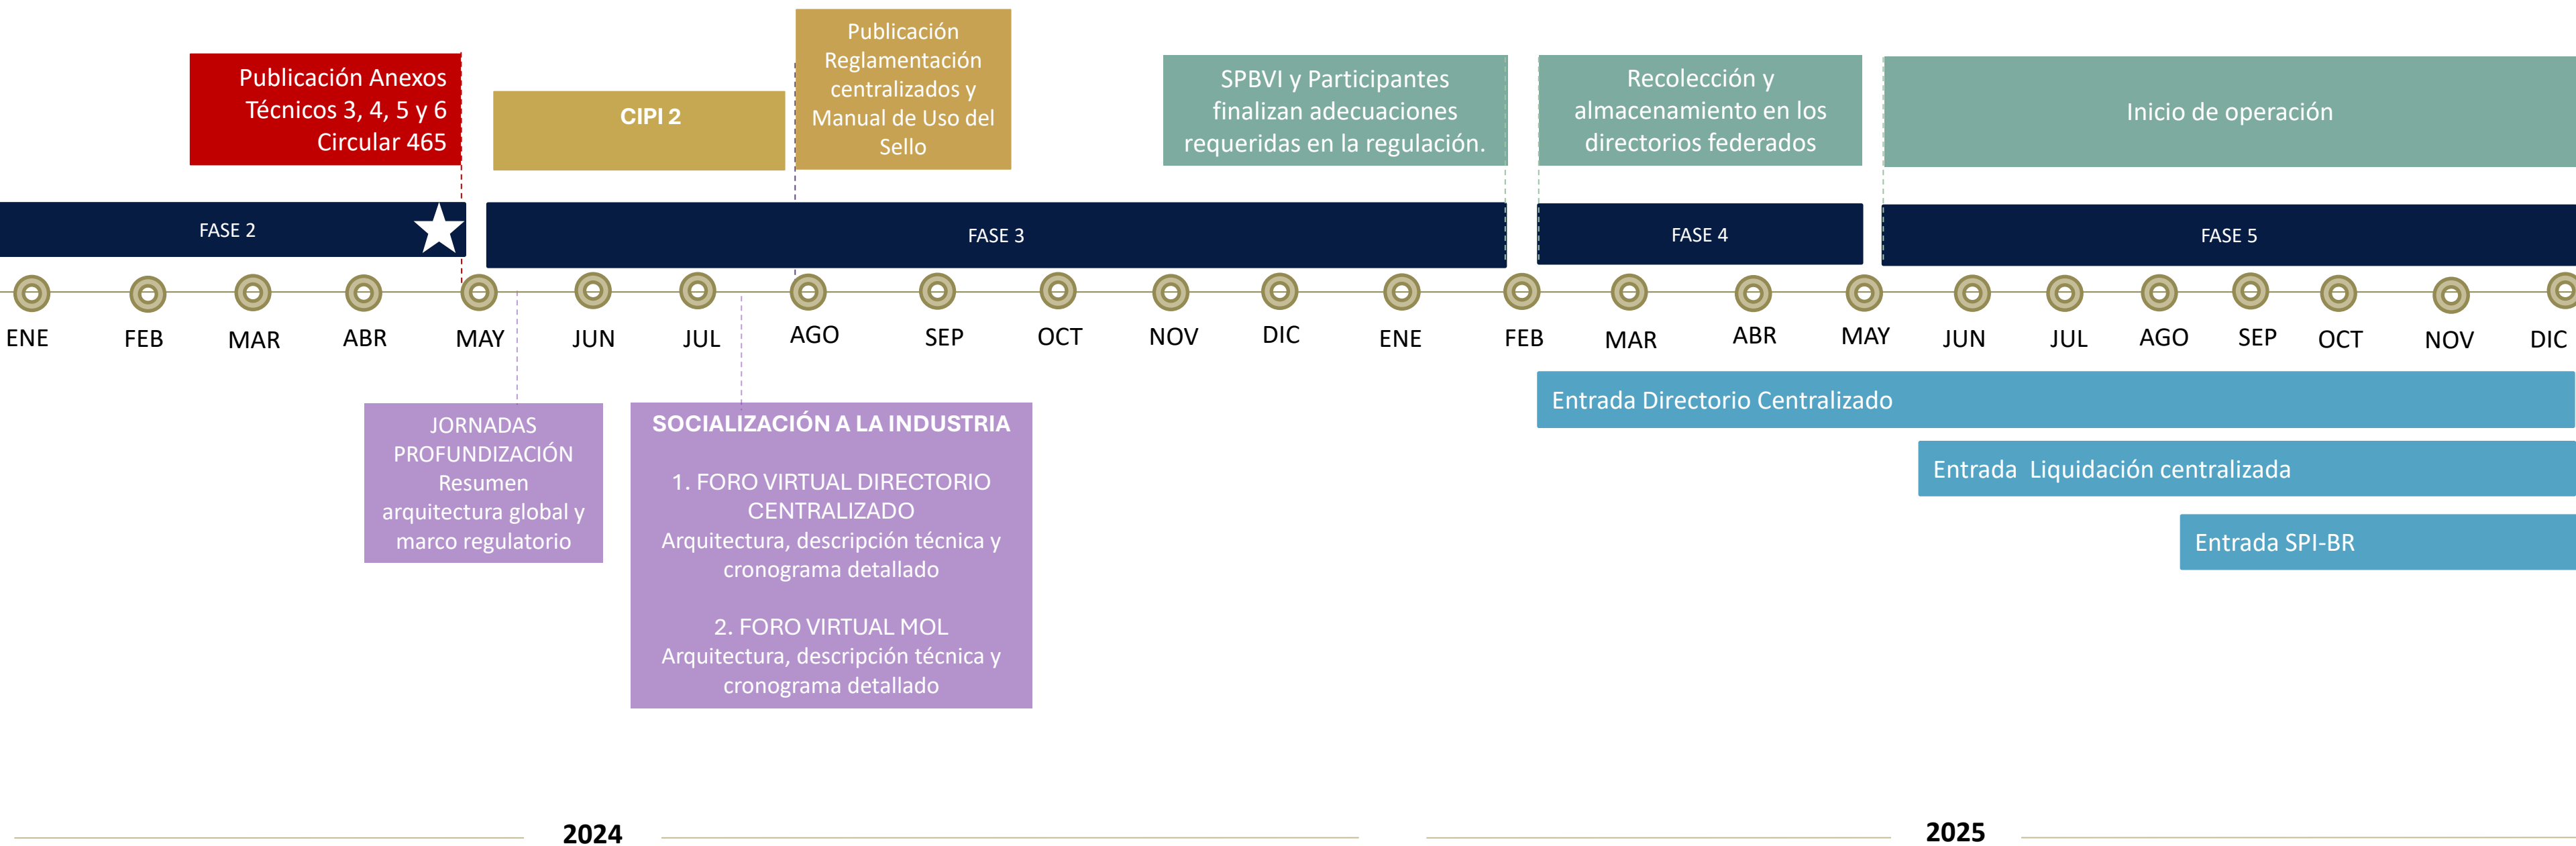 Publicación Anexos
Técnicos 3, 4, 5 y 6
Circular 465
CIPI 2
Publicación
Reglamentación
centralizados y
Manual de Uso del
Sello
SPBVI y Participantes
finalizan adecuaciones
requeridas en la regulación.
Recolección y
almacenamiento en los
directorios federados
Inicio de operación
FASE 2
FASE 3
FASE 4
FASE 5
ENE
FEB
MAR
ABR
MAY
JUN
JUL
AGO
SEP
OCT
NOV
DIC
ENE
FEB
MAR
ABR
MAY
JUN
JUL
AGO
SEP
OCT
NOV
DIC
JORNADAS
PROFUNDIZACIÓN
Resumen
arquitectura global y
marco regulatorio
SOCIALIZACIÓN A LA INDUSTRIA
1. FORO VIRTUAL DIRECTORIO
CENTRALIZADO
Arquitectura, descripción técnica y
cronograma detallado
2. FORO VIRTUAL MOL
Arquitectura, descripción técnica y
cronograma detallado
Entrada Directorio Centralizado
Entrada Liquidación centralizada
Entrada SPI-BR
2024
2025